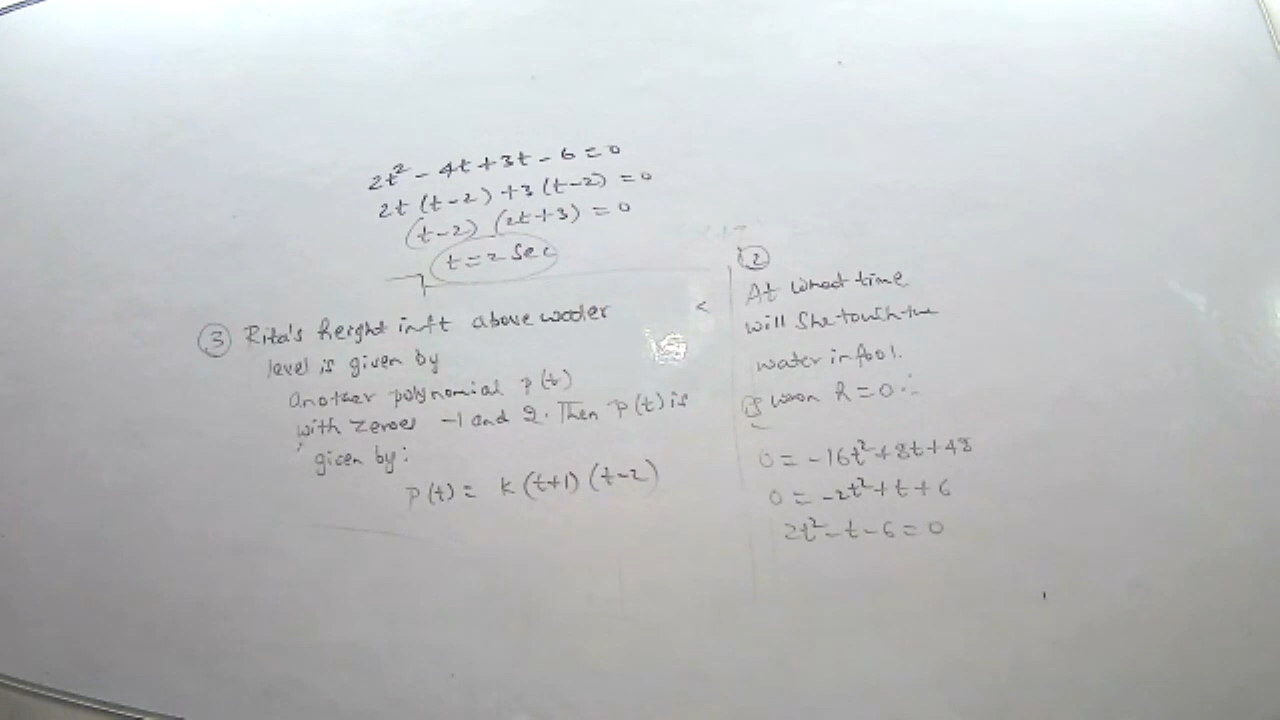 2t² - 4t + 3t - 6 = 0
2t (t-2) + 3 (t-2) = 0
(t-2) (2t+3) = 0
t = 2 sec
③ Rita's height in ft above water
level is given by
another polynomial p(t)
with zeroes -1 and 2. Then P(t) is
given by:
P(t) = k (t+1) (t-2)
②
At what time
will She touch the
water in pool.
when h = 0 ∴
0 = -16t² + 8t + 48
0 = -2t² + t + 6
2t² - t - 6 = 0